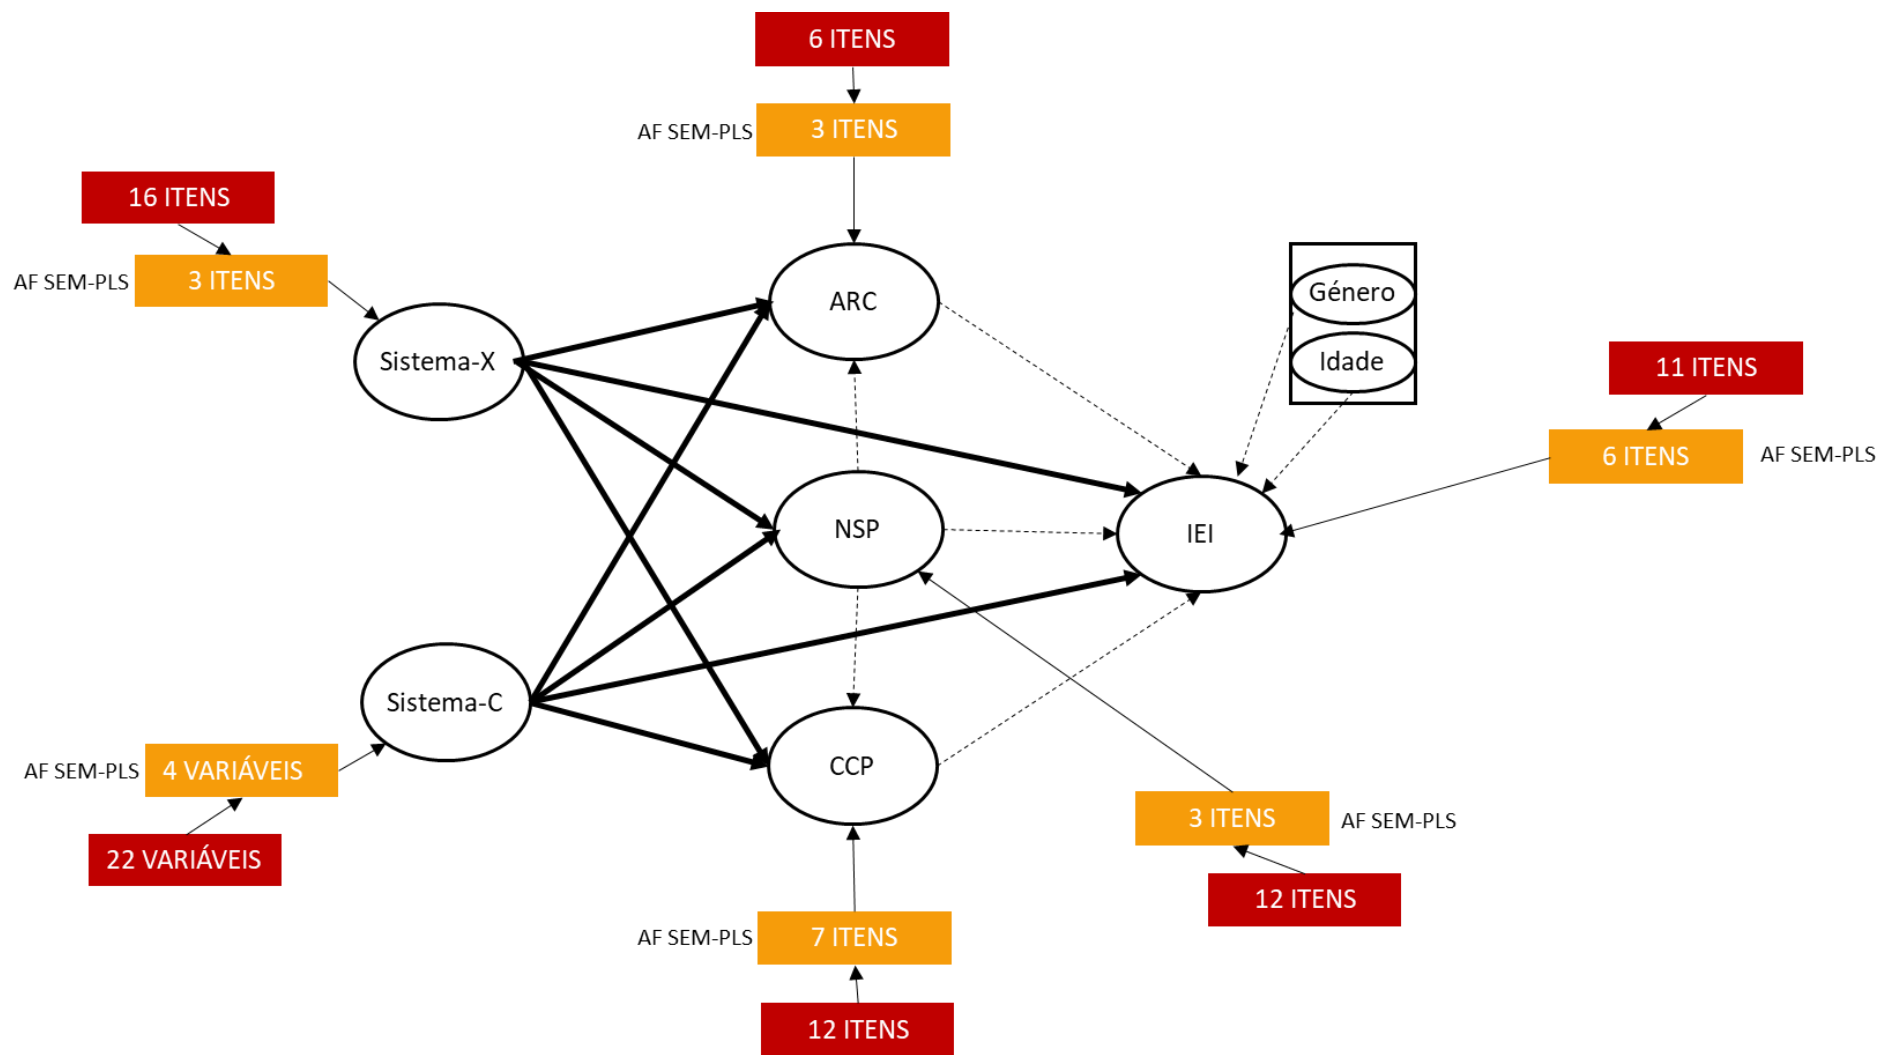 6 ITENS
AF SEM-PLS
3 ITENS
16 ITENS
AF SEM-PLS
3 ITENS
ARC
Género
Sistema-X
Idade
11 ITENS
6 ITENS
AF SEM-PLS
NSP
IEI
Sistema-C
CCP
AF SEM-PLS
4 VARIÁVEIS
22 VARIÁVEIS
3 ITENS
AF SEM-PLS
12 ITENS
AF SEM-PLS
7 ITENS
12 ITENS